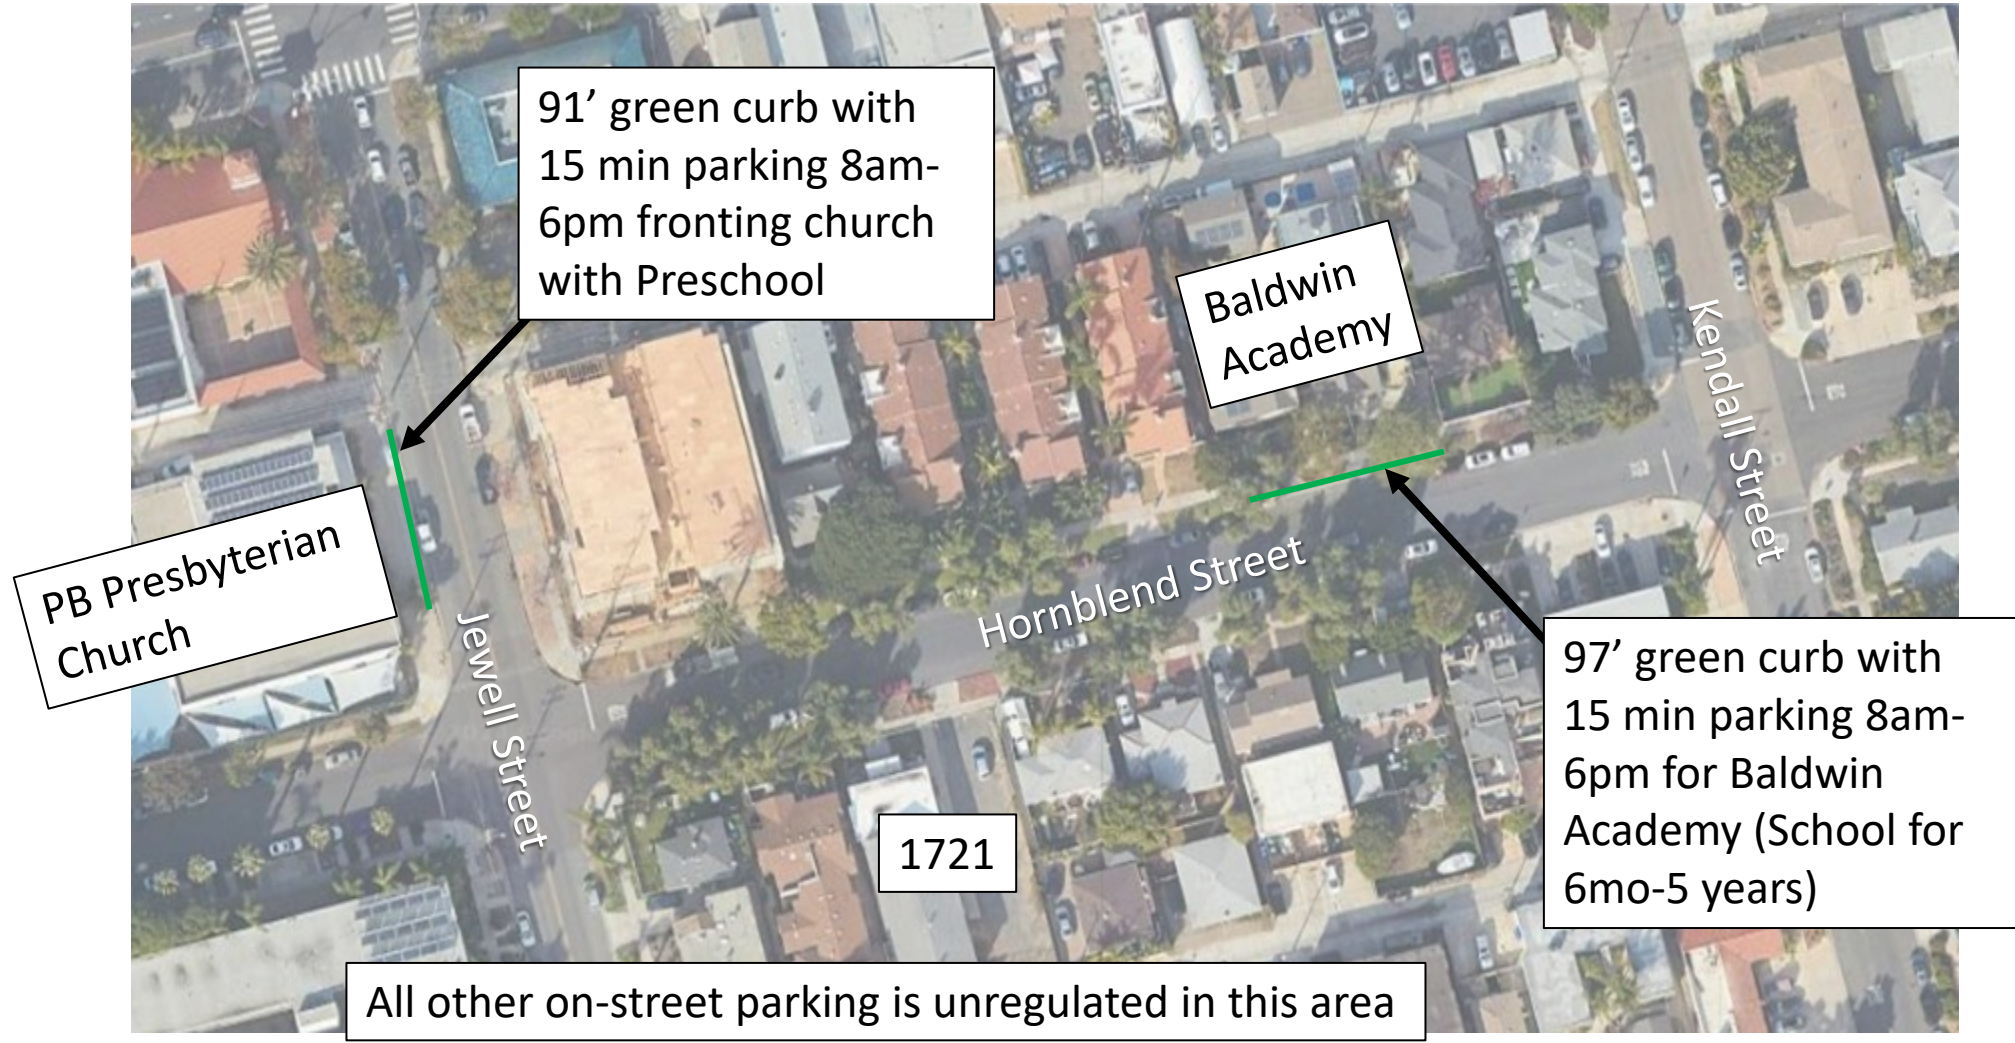 91’ green curb with
15 min parking 8am-
6pm fronting church
with Preschool
Baldwin
Academy
Kendall Street
PB Presbyterian
Church
Jewell Street
Hornblend Street
97’ green curb with
15 min parking 8am-
6pm for Baldwin
Academy (School for
6mo-5 years)
1721
All other on-street parking is unregulated in this area